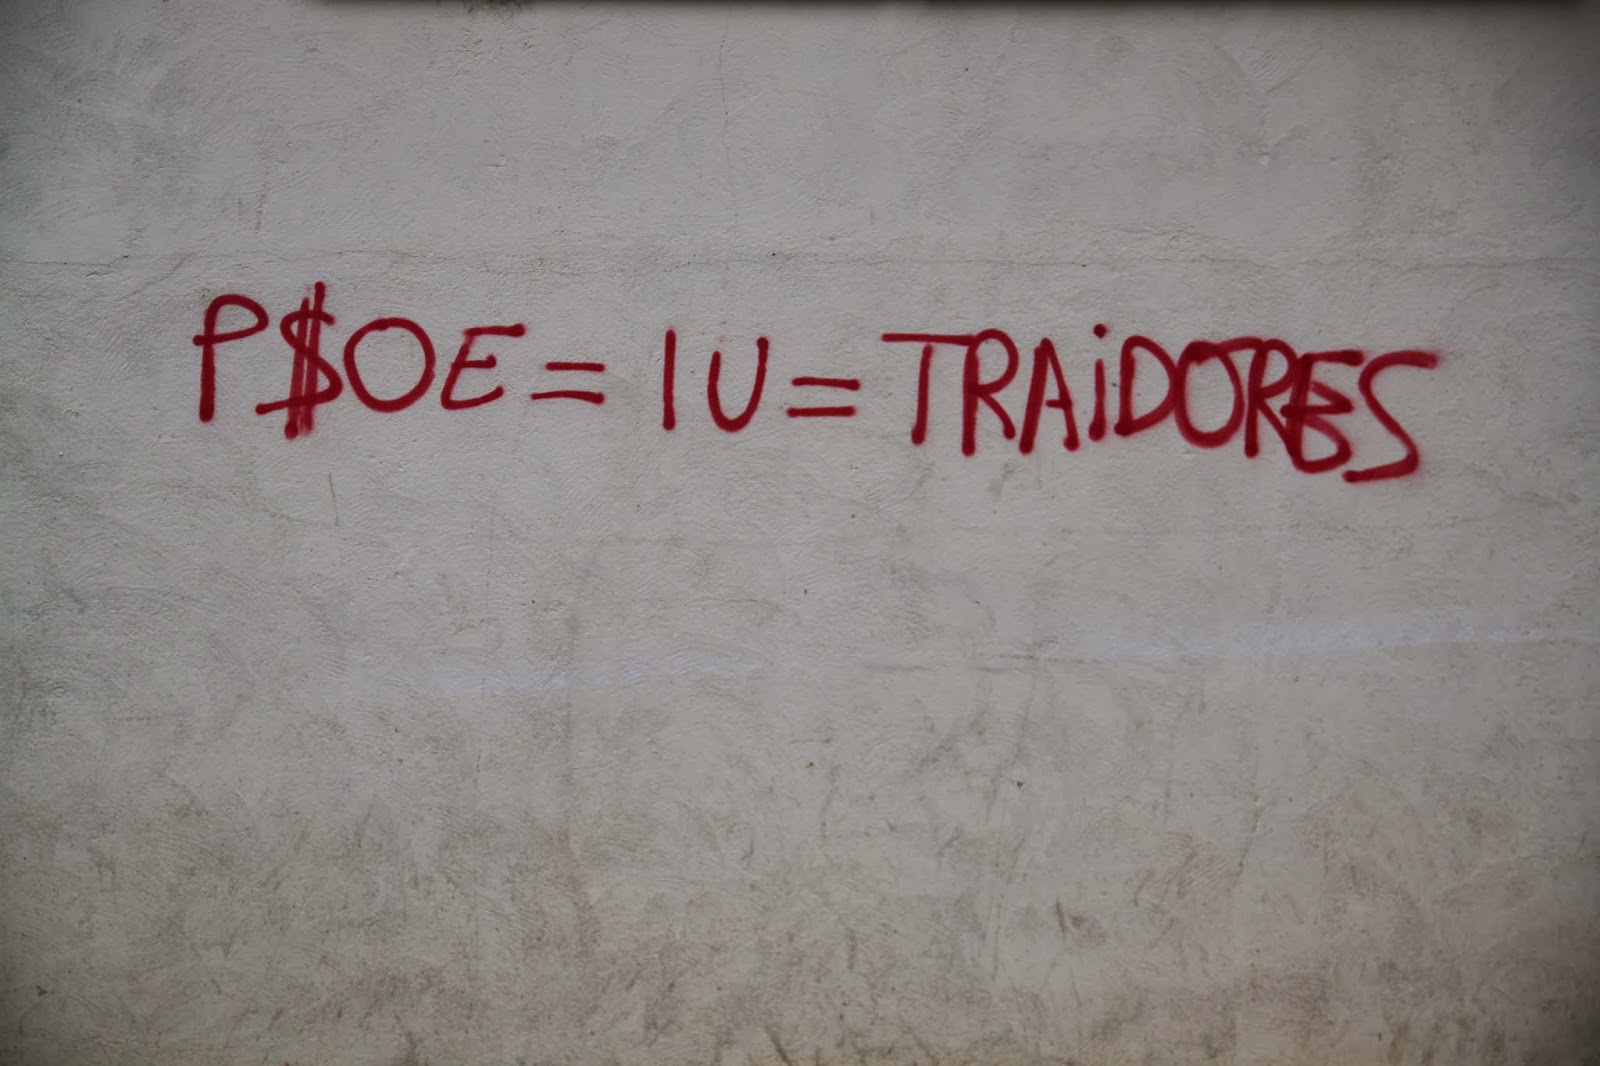 P$OE = IU = TRAiDORES